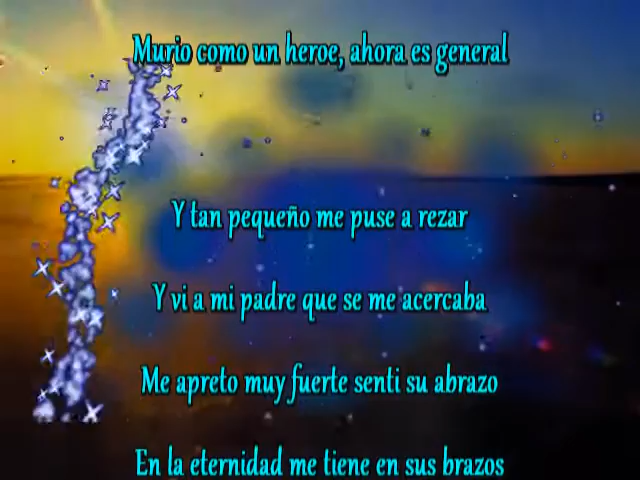 Murio como un heroe, ahora es general
Y tan pequeño me puse a rezar
Y vi a mi padre que se me acercaba
Me apreto muy fuerte senti su abrazo
En la eternidad me tiene en sus brazos